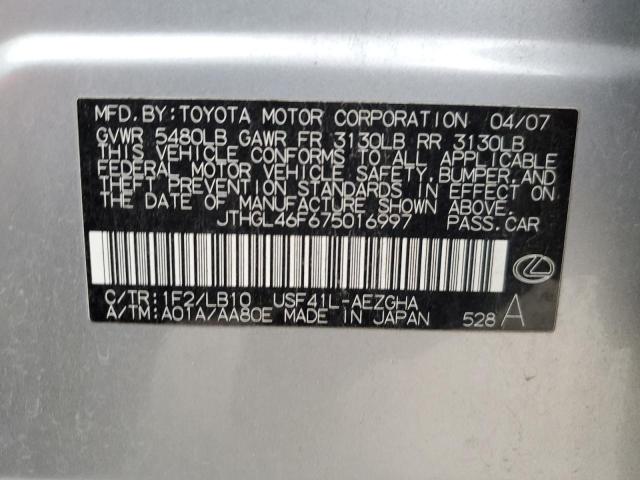 MFD.BY:TOYOTA MOTOR CORPORATION 04/07
GVWR 5480LB GAWR FR 3130LB RR 3130LB
THIS VEHICLE CONFORMS TO ALL APPLICABLE
FEDERAL MOTOR VEHICLE SAFETY,BUMPER,AND
THEFT PREVENTION STANDARDS IN EFFECT ON
THE DATE OF MANUFACTURE SHOWN ABOVE.
JTHGL46F675016997 PASS.CAR
C/TR:1F2/LB10 USF41L-AEZGHA
A/TM:A01A/AA80E MADE IN JAPAN 528 A